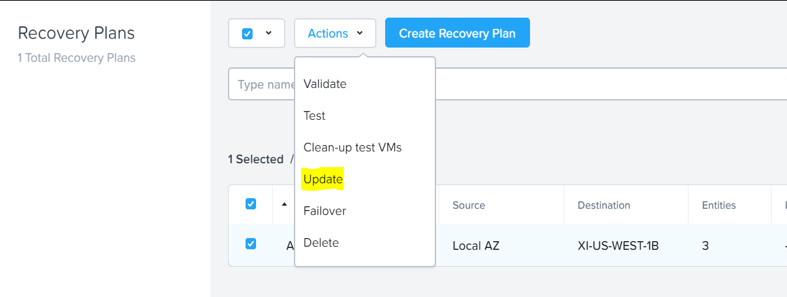 Recovery Plans
1 Total Recovery Plans
Actions
Create Recovery Plan
Type name
Validate
Test
Clean-up test VMs
Update
Failover
Delete
1 Selected /
Source Destination Entities
A Local AZ XI-US-WEST-1B 3 -